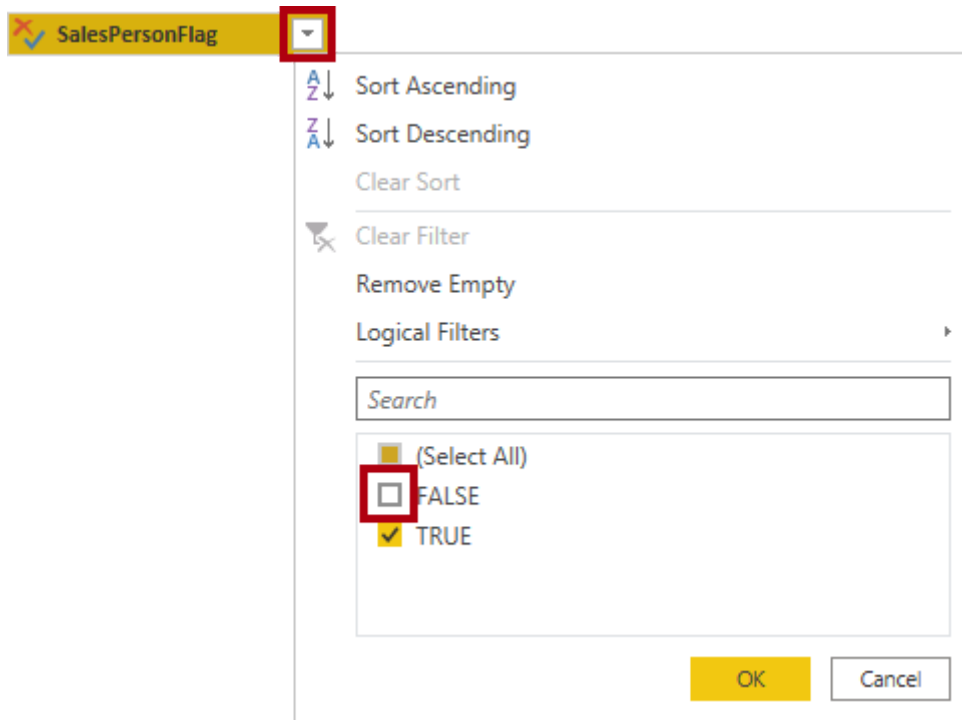 SalesPersonFlag
Sort Ascending
Sort Descending
Clear Sort
Clear Filter
Remove Empty
Logical Filters
Search
(Select All)
FALSE
TRUE
OK Cancel